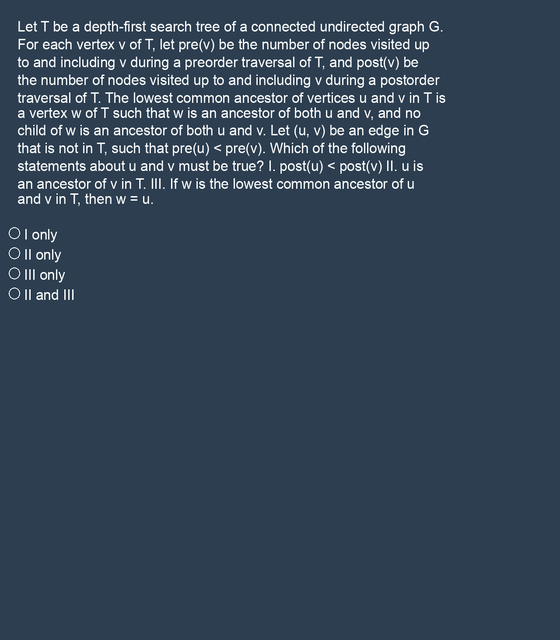 Let T be a depth-first search tree of a connected undirected graph G.
For each vertex v of T, let pre(v) be the number of nodes visited up
to and including v during a preorder traversal of T, and post(v) be
the number of nodes visited up to and including v during a postorder
traversal of T. The lowest common ancestor of vertices u and v in T is
a vertex w of T such that w is an ancestor of both u and v, and no
child of w is an ancestor of both u and v. Let (u, v) be an edge in G
that is not in T, such that pre(u) < pre(v). Which of the following
statements about u and v must be true? I. post(u) < post(v) II. u is
an ancestor of v in T. III. If w is the lowest common ancestor of u
and v in T, then w = u.
I only
II only
III only
II and III